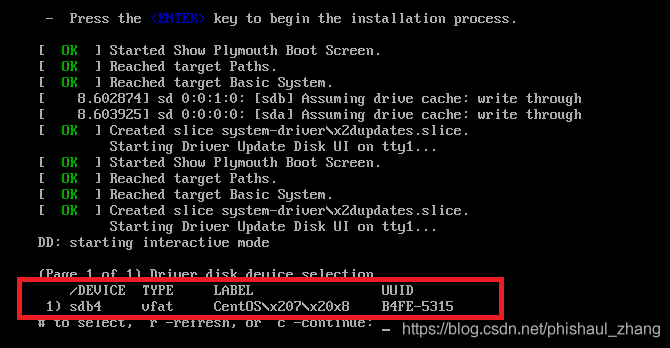 -  Press the <ENTER> key to begin the installation process.
[  OK  ] Started Show Plymouth Boot Screen.
[  OK  ] Reached target Paths.
[  OK  ] Reached target Basic System.
[    8.602874] sd 0:0:1:0: [sdb] Assuming drive cache: write through
[    8.603925] sd 0:0:0:0: [sda] Assuming drive cache: write through
[  OK  ] Created slice system-driver\x2dupdates.slice.
         Starting Driver Update Disk UI on tty1...
[  OK  ] Started Show Plymouth Boot Screen.
[  OK  ] Reached target Paths.
[  OK  ] Reached target Basic System.
[  OK  ] Created slice system-driver\x2dupdates.slice.
         Starting Driver Update Disk UI on tty1...
DD: starting interactive mode
(Page 1 of 1) Driver disk device selection
    /DEVICE  TYPE     LABEL               UUID
 1) sdb4     vfat     CentOS\x207\x20x8   B4FE-5315
# to select, 'r'-refresh, or 'c'-continue: _ https://blog.csdn.net/phishaul_zhang